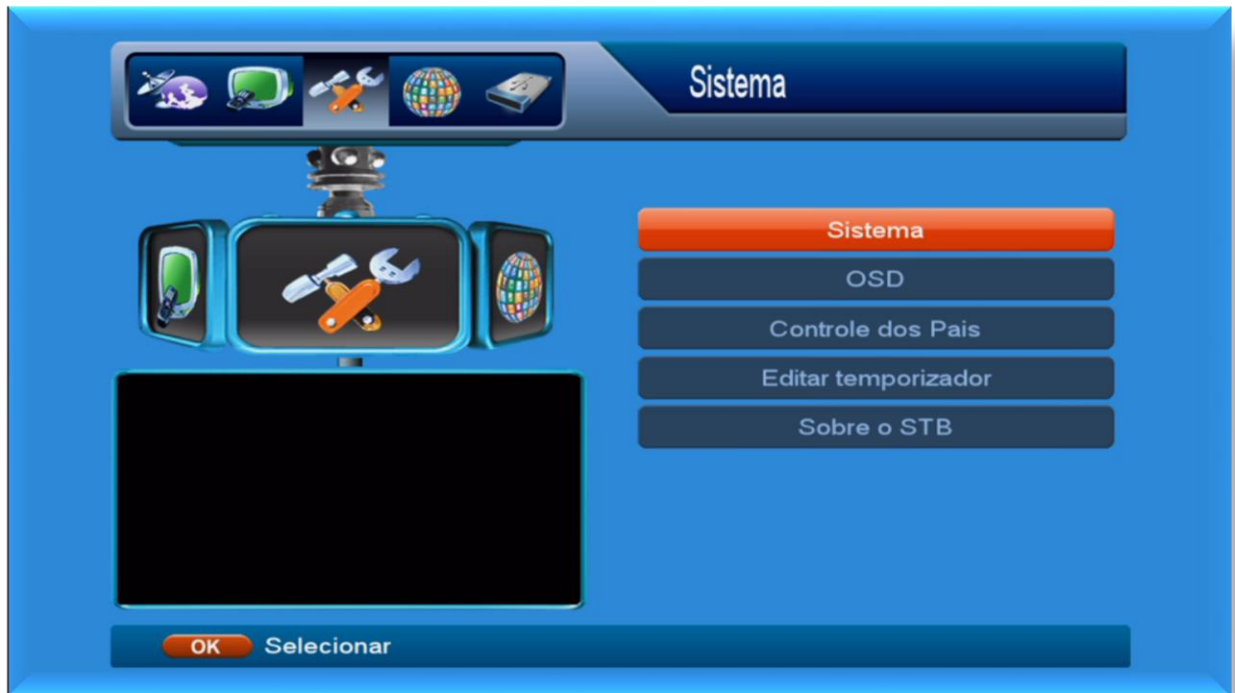 Sistema
Sistema
OSD
Controle dos Pais
Editar temporizador
Sobre o STB
OK Selecionar